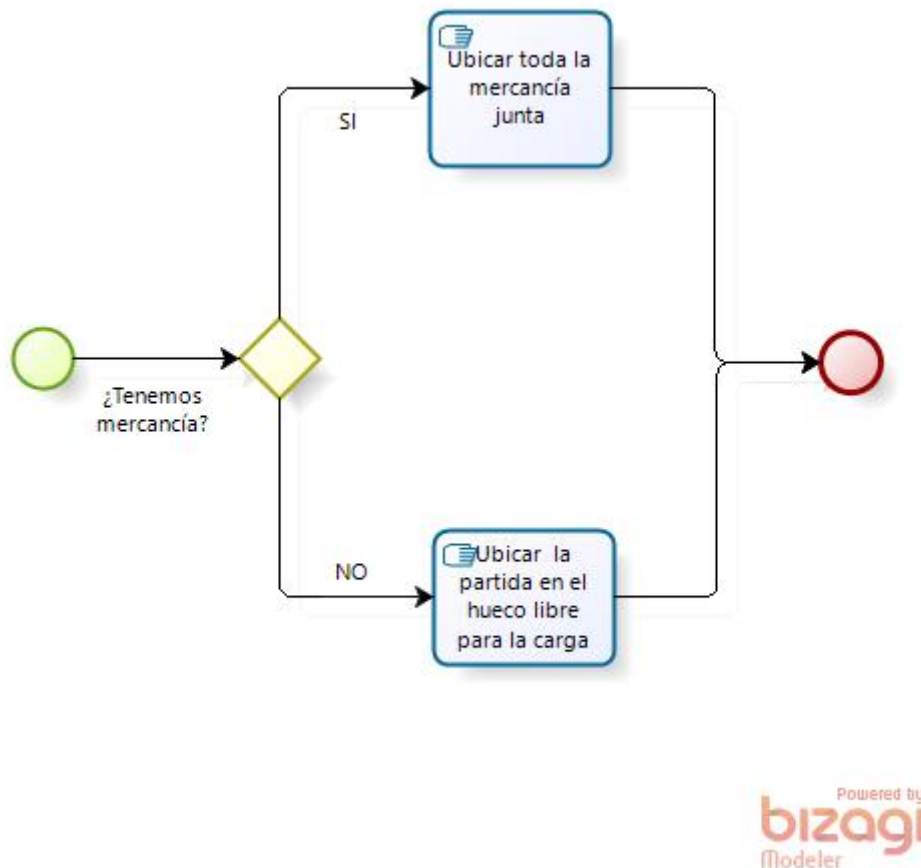 Ubicar toda la
mercancía
junta
SI
¿Tenemos
mercancía?
NO
Ubicar la
partida en el
hueco libre
para la carga
Powered by
bizagi
Modeler